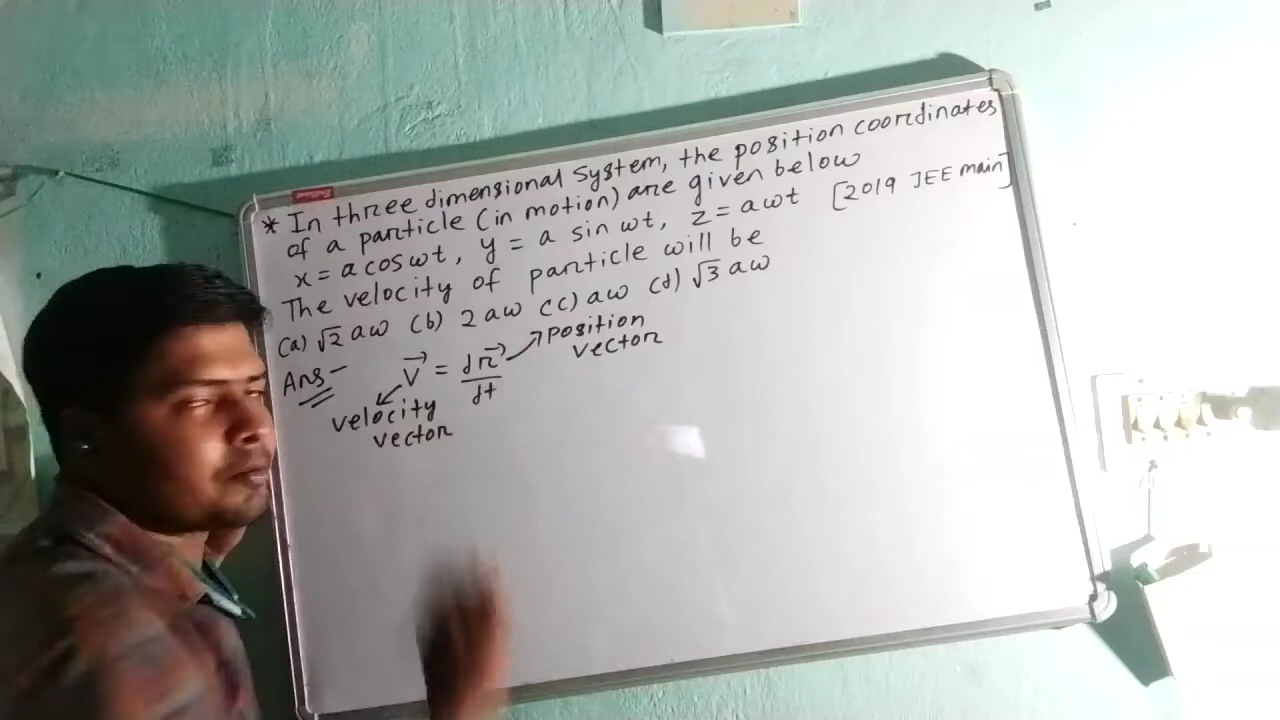 * In three dimensional system, the position coordinates
of a particle (in motion) are given below
x = a cos ωt, y = a sin ωt, z = aωt [2019 JEE main]
The velocity of particle will be
(a) √2 aω (b) 2 aω (c) aω (d) √3 aω
Ans- V⃗ = dr⃗/dt → position vector
velocity
vector